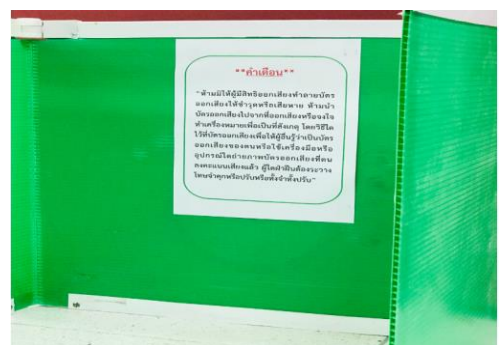 **คำเตือน**
"ห้ามมิให้ผู้มีสิทธิออกเสียงทำลายบัตร
ออกเสียงให้ชำรุดหรือเสียหาย ห้ามนำ
บัตรออกเสียงไปจากที่ออกเสียงหรือจงใจ
ทำเครื่องหมายเพื่อเป็นที่สังเกตุ โดยวิธีใด
ไว้ที่บัตรออกเสียงเพื่อให้ผู้อื่นรู้ว่าเป็นบัตร
ออกเสียงของตนหรือใช้เครื่องมือหรือ
อุปกรณ์ใดถ่ายภาพบัตรออกเสียงที่ตน
ลงคะแนนเสียงแล้ว ผู้ใดฝ่าฝืนต้องระวาง
โทษจำคุกหรือปรับหรือทั้งจำทั้งปรับ"